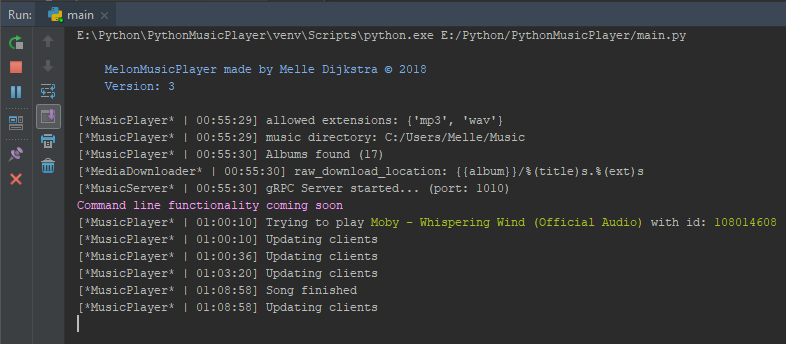 Run: main
E:\Python\PythonMusicPlayer\venv\Scripts\python.exe E:/Python/PythonMusicPlayer/main.py
MelonMusicPlayer made by Melle Dijkstra © 2018
Version: 3
[*MusicPlayer* | 00:55:29] allowed extensions: {'mp3', 'wav'}
[*MusicPlayer* | 00:55:29] music directory: C:/Users/Melle/Music
[*MusicPlayer* | 00:55:30] Albums found (17)
[*MediaDownloader* | 00:55:30] raw_download_location: {{album}}/%(title)s.%(ext)s
[*MusicServer* | 00:55:30] gRPC Server started... (port: 1010)
Command line functionality coming soon
[*MusicPlayer* | 01:00:10] Trying to play Moby - Whispering Wind (Official Audio) with id: 108014608
[*MusicPlayer* | 01:00:10] Updating clients
[*MusicPlayer* | 01:00:36] Updating clients
[*MusicPlayer* | 01:03:20] Updating clients
[*MusicPlayer* | 01:08:58] Song finished
[*MusicPlayer* | 01:08:58] Updating clients